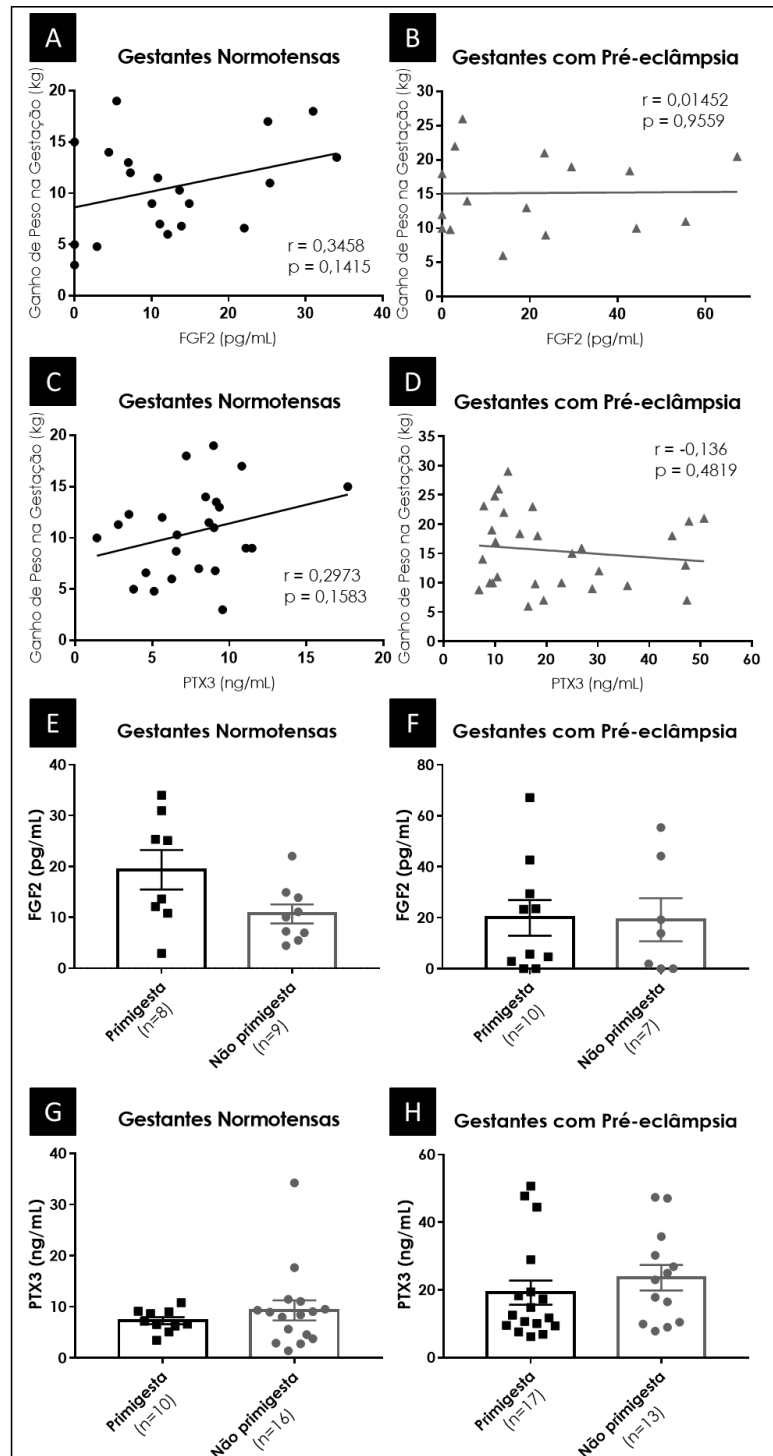 A
Gestantes Normotensas
Ganho de Peso na Gestação (kg)
20
15
10
5
0
0
10
20
30
40
r = 0,3458
p = 0,1415
FGF2 (pg/mL)
B
Gestantes com Pré-eclâmpsia
Ganho de Peso na Gestação (kg)
30
25
20
15
10
5
0
0
20
40
60
r = 0,01452
p = 0,9559
FGF2 (pg/mL)
C
Gestantes Normotensas
Ganho de Peso na Gestação (kg)
20
15
10
5
0
0
5
10
15
20
r = 0,2973
p = 0,1583
PTX3 (ng/mL)
D
Gestantes com Pré-eclâmpsia
Ganho de Peso na Gestação (kg)
35
30
25
20
15
10
5
0
0
10
20
30
40
50
60
r = -0,136
p = 0,4819
PTX3 (ng/mL)
E
Gestantes Normotensas
FGF2 (pg/mL)
40
30
20
10
0
Primigesta
(n=8)
Não primigesta
(n=9)
F
Gestantes com Pré-eclâmpsia
FGF2 (pg/mL)
80
60
40
20
0
Primigesta
(n=10)
Não primigesta
(n=7)
G
Gestantes Normotensas
PTX3 (ng/mL)
40
30
20
10
0
Primigesta
(n=10)
Não primigesta
(n=16)
H
Gestantes com Pré-eclâmpsia
PTX3 (ng/mL)
60
40
20
0
Primigesta
(n=17)
Não primigesta
(n=13)